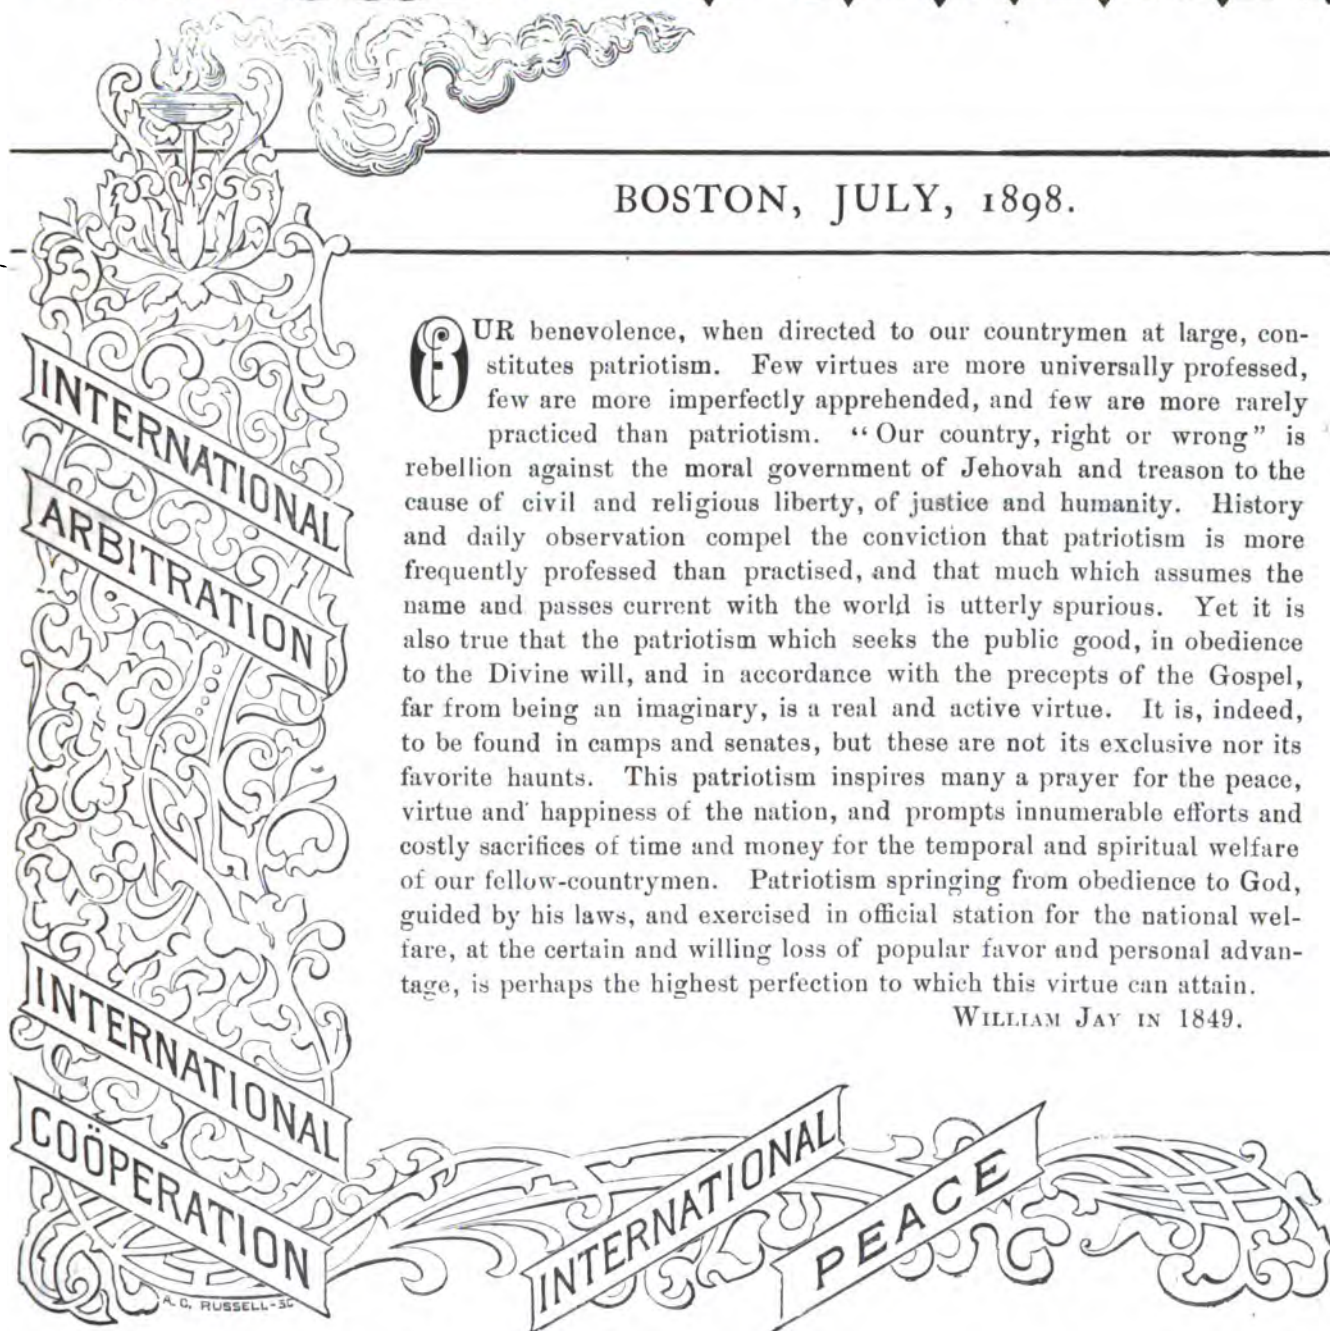 BOSTON, JULY, 1898.
OUR benevolence, when directed to our countrymen at large, con-
stitutes patriotism. Few virtues are more universally professed,
few are more imperfectly apprehended, and few are more rarely
practiced than patriotism. “Our country, right or wrong” is
rebellion against the moral government of Jehovah and treason to the
cause of civil and religious liberty, of justice and humanity. History
and daily observation compel the conviction that patriotism is more
frequently professed than practised, and that much which assumes the
name and passes current with the world is utterly spurious. Yet it is
also true that the patriotism which seeks the public good, in obedience
to the Divine will, and in accordance with the precepts of the Gospel,
far from being an imaginary, is a real and active virtue. It is, indeed,
to be found in camps and senates, but these are not its exclusive nor its
favorite haunts. This patriotism inspires many a prayer for the peace,
virtue and happiness of the nation, and prompts innumerable efforts and
costly sacrifices of time and money for the temporal and spiritual welfare
of our fellow-countrymen. Patriotism springing from obedience to God,
guided by his laws, and exercised in official station for the national wel-
fare, at the certain and willing loss of popular favor and personal advan-
tage, is perhaps the highest perfection to which this virtue can attain.
WILLIAM JAY IN 1849.
INTERNATIONAL
ARBITRATION
INTERNATIONAL
COÖPERATION
INTERNATIONAL
PEACE
RUSSELL